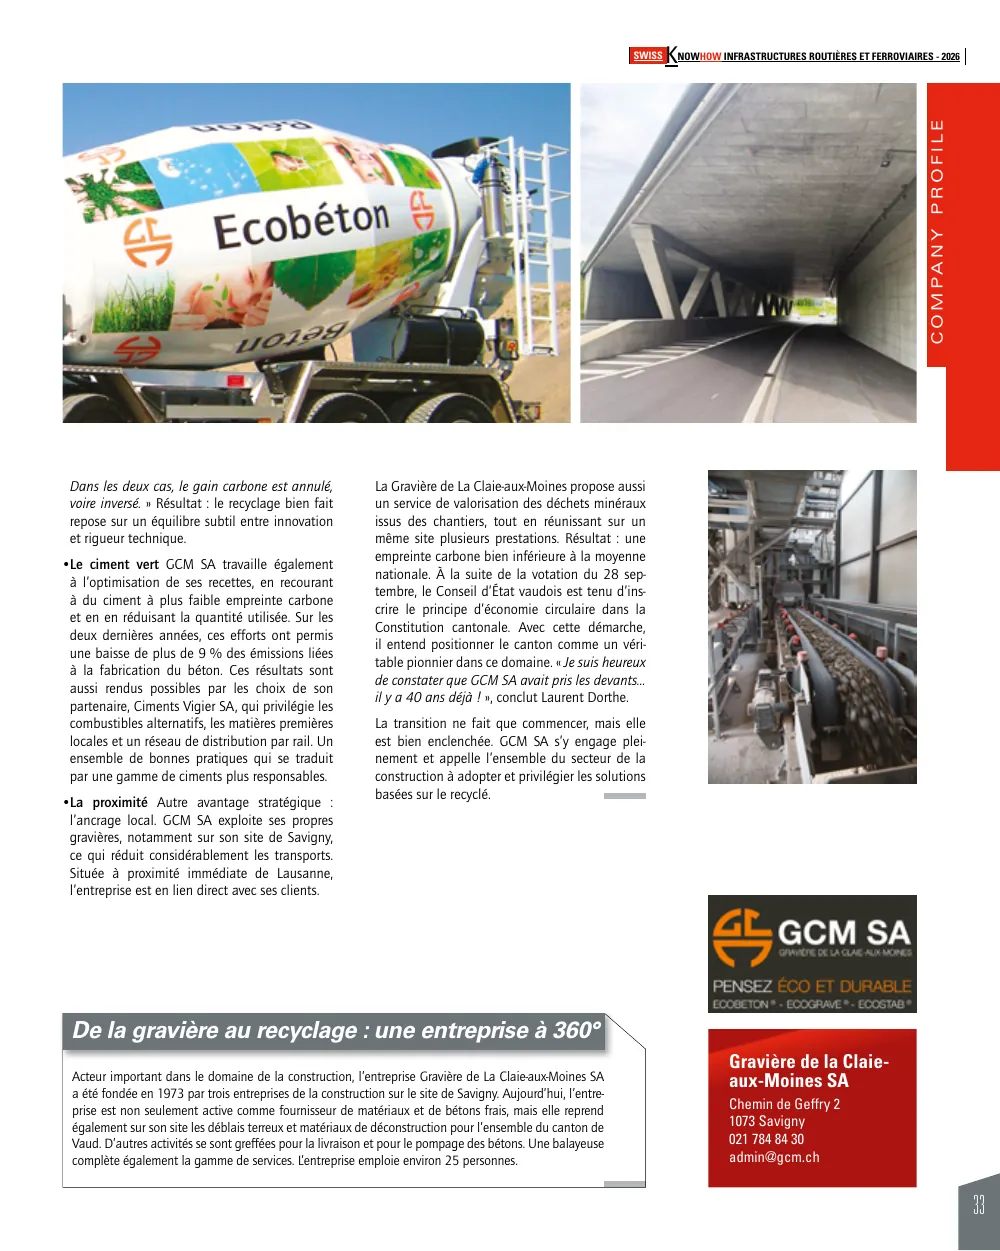 SWISS KNOWHOW INFRASTRUCTURES ROUTIÈRES ET FERROVIAIRES - 2026
COMPANY PROFILE
Béton
Ecobéton
Béton
Dans les deux cas, le gain carbone est annulé,
voire inversé. » Résultat : le recyclage bien fait
repose sur un équilibre subtil entre innovation
et rigueur technique.
•Le ciment vert GCM SA travaille également
à l’optimisation de ses recettes, en recourant
à du ciment à plus faible empreinte carbone
et en en réduisant la quantité utilisée. Sur les
deux dernières années, ces efforts ont permis
une baisse de plus de 9 % des émissions liées
à la fabrication du béton. Ces résultats sont
aussi rendus possibles par les choix de son
partenaire, Ciments Vigier SA, qui privilégie les
combustibles alternatifs, les matières premières
locales et un réseau de distribution par rail. Un
ensemble de bonnes pratiques qui se traduit
par une gamme de ciments plus responsables.
•La proximité Autre avantage stratégique :
l’ancrage local. GCM SA exploite ses propres
gravières, notamment sur son site de Savigny,
ce qui réduit considérablement les transports.
Située à proximité immédiate de Lausanne,
l’entreprise est en lien direct avec ses clients.
La Gravière de La Claie-aux-Moines propose aussi
un service de valorisation des déchets minéraux
issus des chantiers, tout en réunissant sur un
même site plusieurs prestations. Résultat : une
empreinte carbone bien inférieure à la moyenne
nationale. À la suite de la votation du 28 sep-
tembre, le Conseil d’État vaudois est tenu d’ins-
crire le principe d’économie circulaire dans la
Constitution cantonale. Avec cette démarche,
il entend positionner le canton comme un véri-
table pionnier dans ce domaine. « Je suis heureux
de constater que GCM SA avait pris les devants...
il y a 40 ans déjà ! », conclut Laurent Dorthe.
La transition ne fait que commencer, mais elle
est bien enclenchée. GCM SA s’y engage plei-
nement et appelle l’ensemble du secteur de la
construction à adopter et privilégier les solutions
basées sur le recyclé.
GCM SA
GRAVIÈRE DE LA CLAIE-AUX-MOINES
PENSEZ ÉCO ET DURABLE
ECOBETON ® - ECOGRAVE ® - ECOSTAB ®
De la gravière au recyclage : une entreprise à 360°
Acteur important dans le domaine de la construction, l’entreprise Gravière de La Claie-aux-Moines SA
a été fondée en 1973 par trois entreprises de la construction sur le site de Savigny. Aujourd’hui, l’entre-
prise est non seulement active comme fournisseur de matériaux et de bétons frais, mais elle reprend
également sur son site les déblais terreux et matériaux de déconstruction pour l’ensemble du canton de
Vaud. D’autres activités se sont greffées pour la livraison et pour le pompage des bétons. Une balayeuse
complète également la gamme de services. L’entreprise emploie environ 25 personnes.
Gravière de la Claie-
aux-Moines SA
Chemin de Geffry 2
1073 Savigny
021 784 84 30
admin@gcm.ch
33